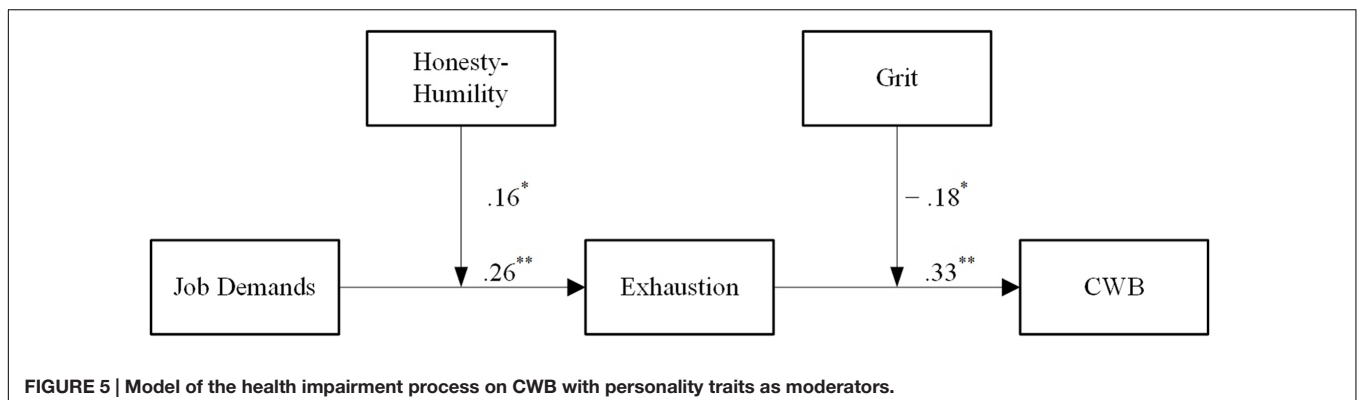 Honesty-
Humility
Grit
.16*
− .18*
Job Demands
.26**
Exhaustion
.33**
CWB
FIGURE 5 | Model of the health impairment process on CWB with personality traits as moderators.